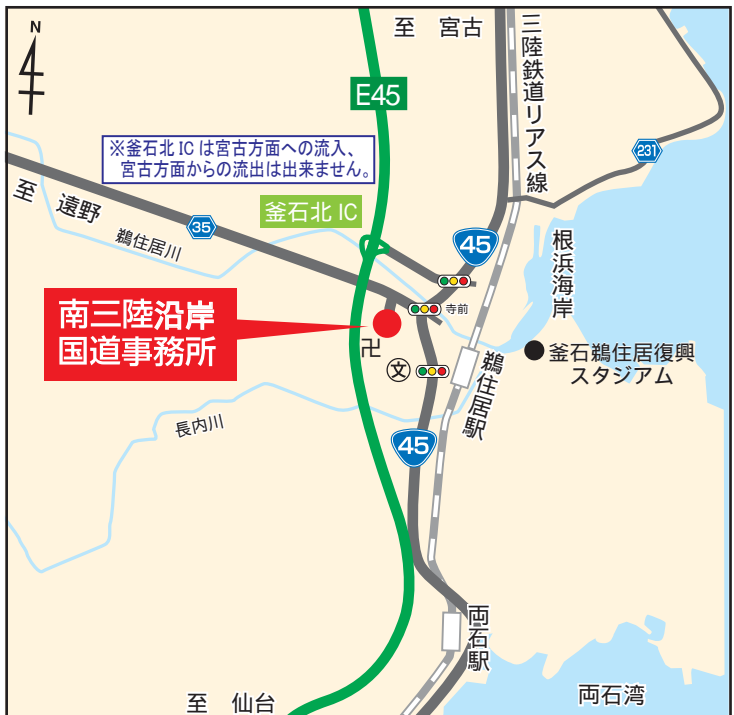 N
至 宮古
三陸鉄道リアス線
E45
※釜石北 IC は宮古方面への流入、
宮古方面からの流出は出来ません。
231
至 遠野
釜石北 IC
35
鵜住居川
45
根浜海岸
南三陸沿岸
国道事務所
寺前
卍
文
鵜住居駅
釜石鵜住居復興
スタジアム
長内川
45
両石駅
両石湾
至 仙台